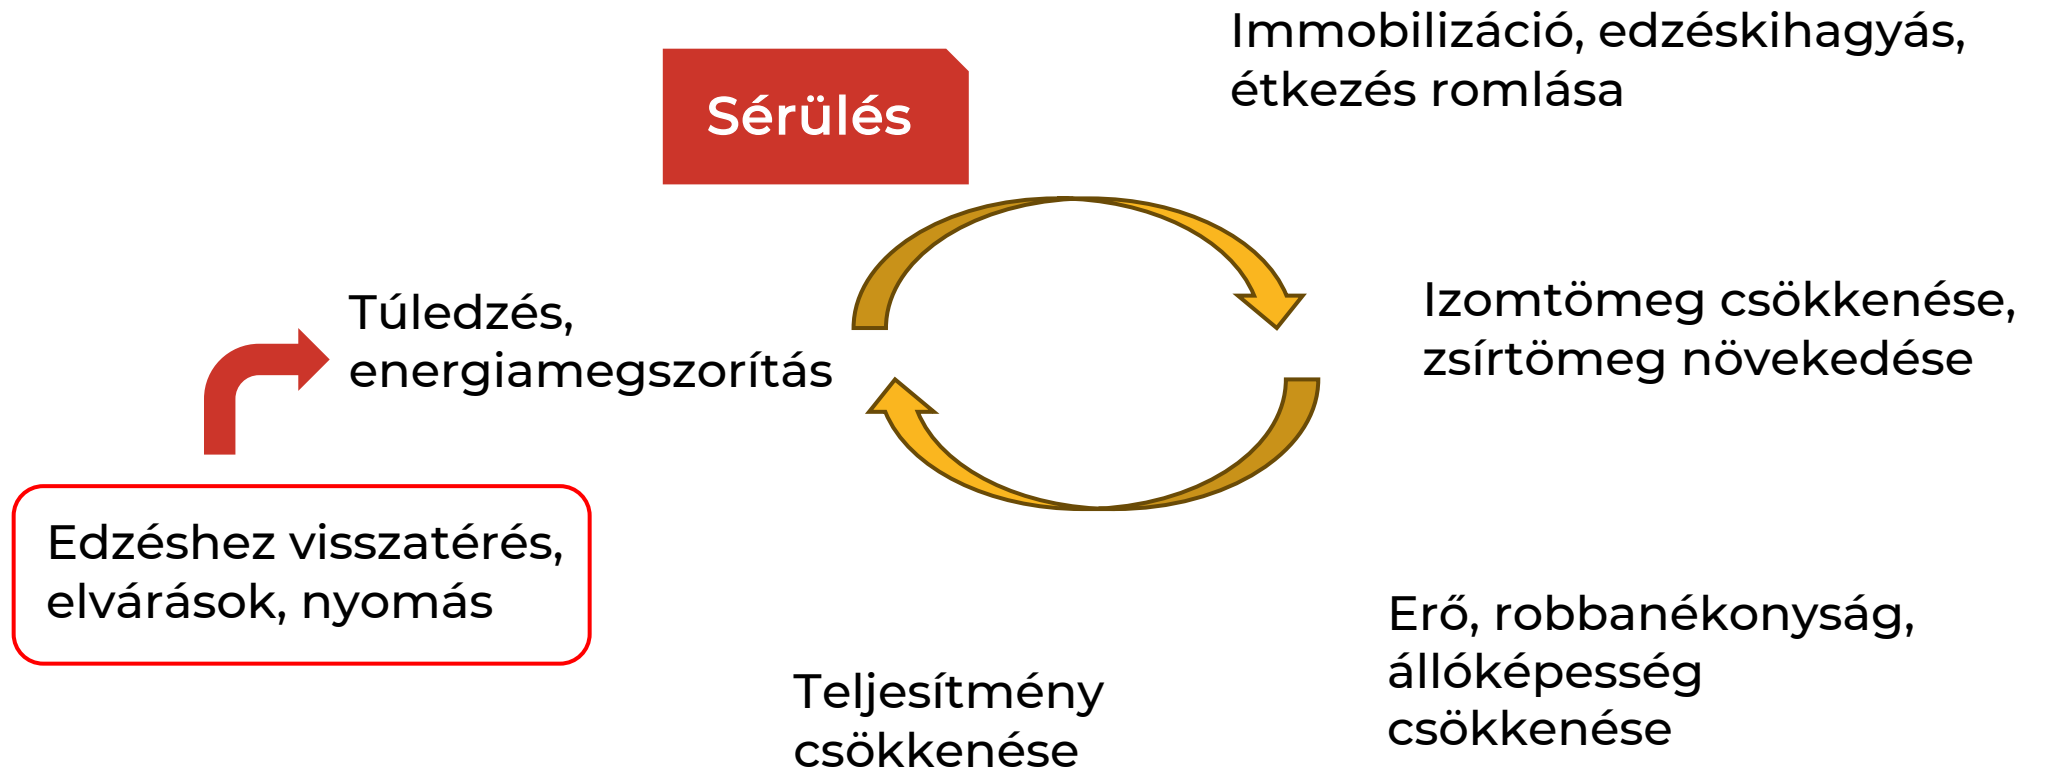 Sérülés
Immobilizáció, edzéskihagyás,
étkezés romlása
Izomtömeg csökkenése,
zsírtömeg növekedése
Erő, robbanékonyság,
állóképesség
csökkenése
Teljesítmény
csökkenése
Túledzés,
energiamegszorítás
Edzéshez visszatérés,
elvárások, nyomás